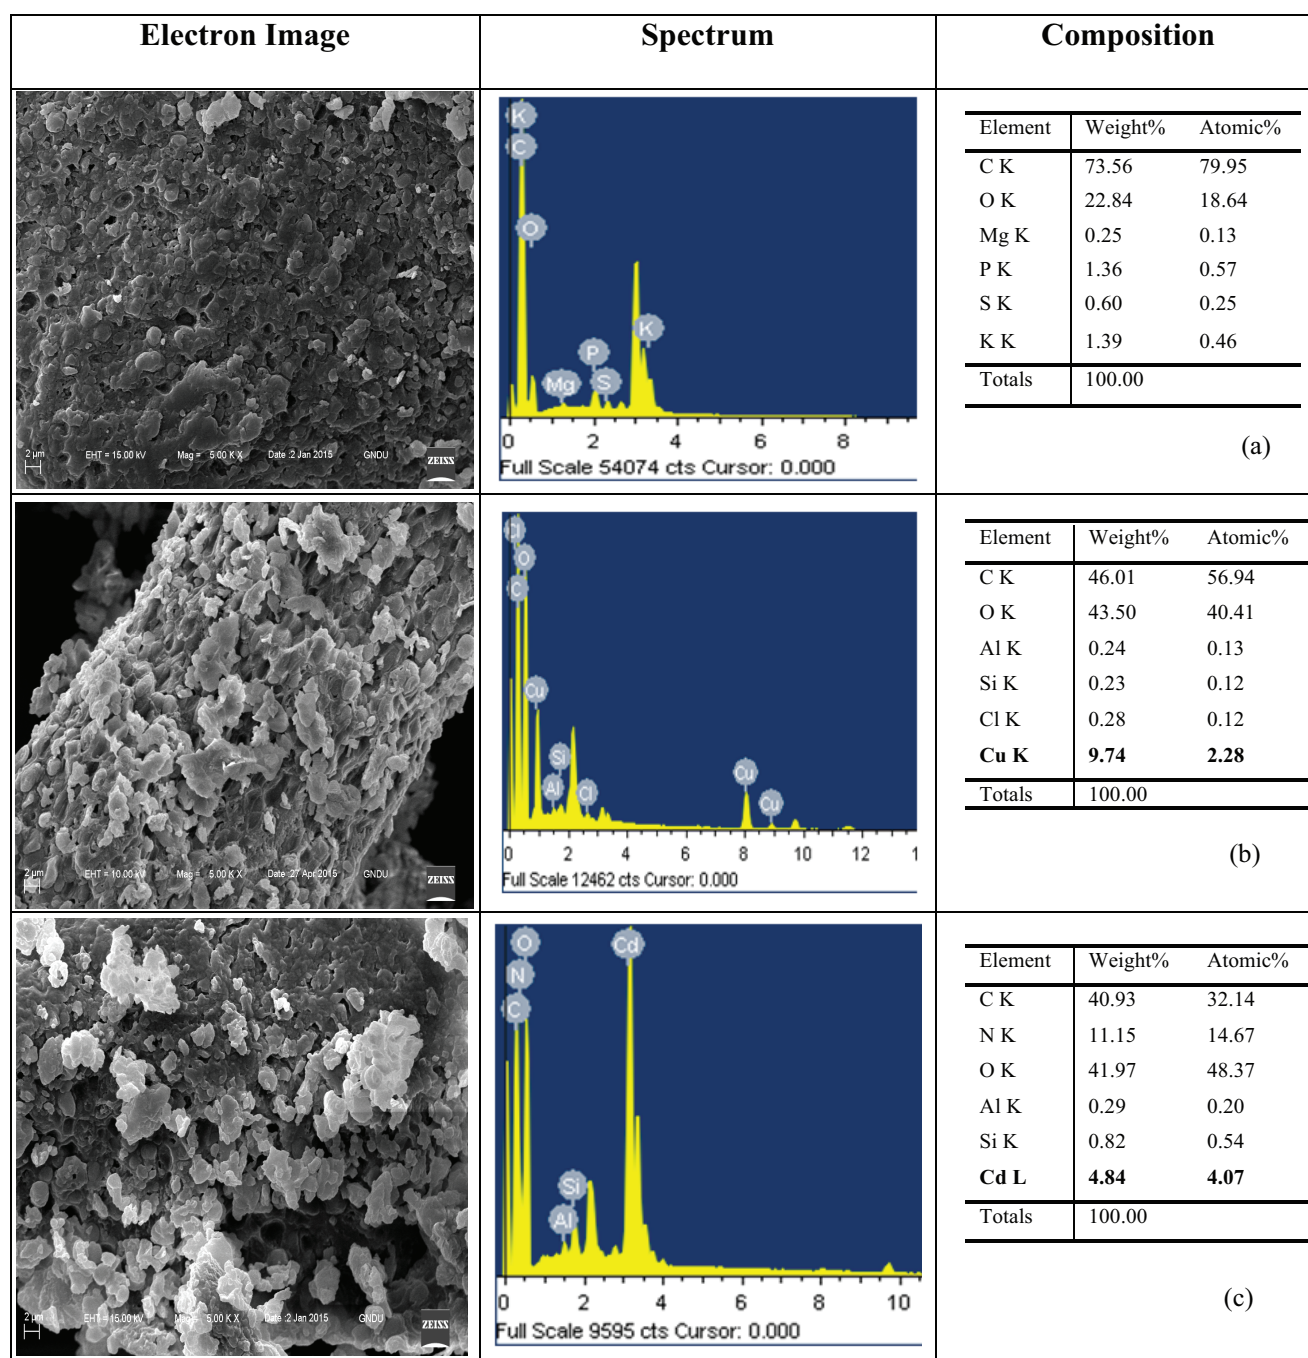 Electron Image Spectrum Composition
K
C
O
Mg
P
S
K
0 2 4 6 8
Full Scale 54074 cts Cursor: 0.000
2 µm EHT = 15.00 kV Mag = 5.00 K X Date :2 Jan 2015 GNDU ZEISS
Element Weight% Atomic%
C K 73.56 79.95
O K 22.84 18.64
Mg K 0.25 0.13
P K 1.36 0.57
S K 0.60 0.25
K K 1.39 0.46
Totals 100.00
(a)
2 µm EHT = 10.00 kV Mag = 5.00 K X Date :27 Apr 2015 GNDU ZEISS
Cl
O
C
Cu
Si
Al
Cl
Cu
Cu
0 2 4 6 8 10 12 1
Full Scale 12462 cts Cursor: 0.000
Element Weight% Atomic%
C K 46.01 56.94
O K 43.50 40.41
Al K 0.24 0.13
Si K 0.23 0.12
Cl K 0.28 0.12
Cu K 9.74 2.28
Totals 100.00
(b)
2 µm EHT = 15.00 kV Mag = 5.00 K X Date :2 Jan 2015 GNDU ZEISS
O
N
C
Cd
Si
Al
0 2 4 6 8 10
Full Scale 9595 cts Cursor: 0.000
Element Weight% Atomic%
C K 40.93 32.14
N K 11.15 14.67
O K 41.97 48.37
Al K 0.29 0.20
Si K 0.82 0.54
Cd L 4.84 4.07
Totals 100.00
(c)